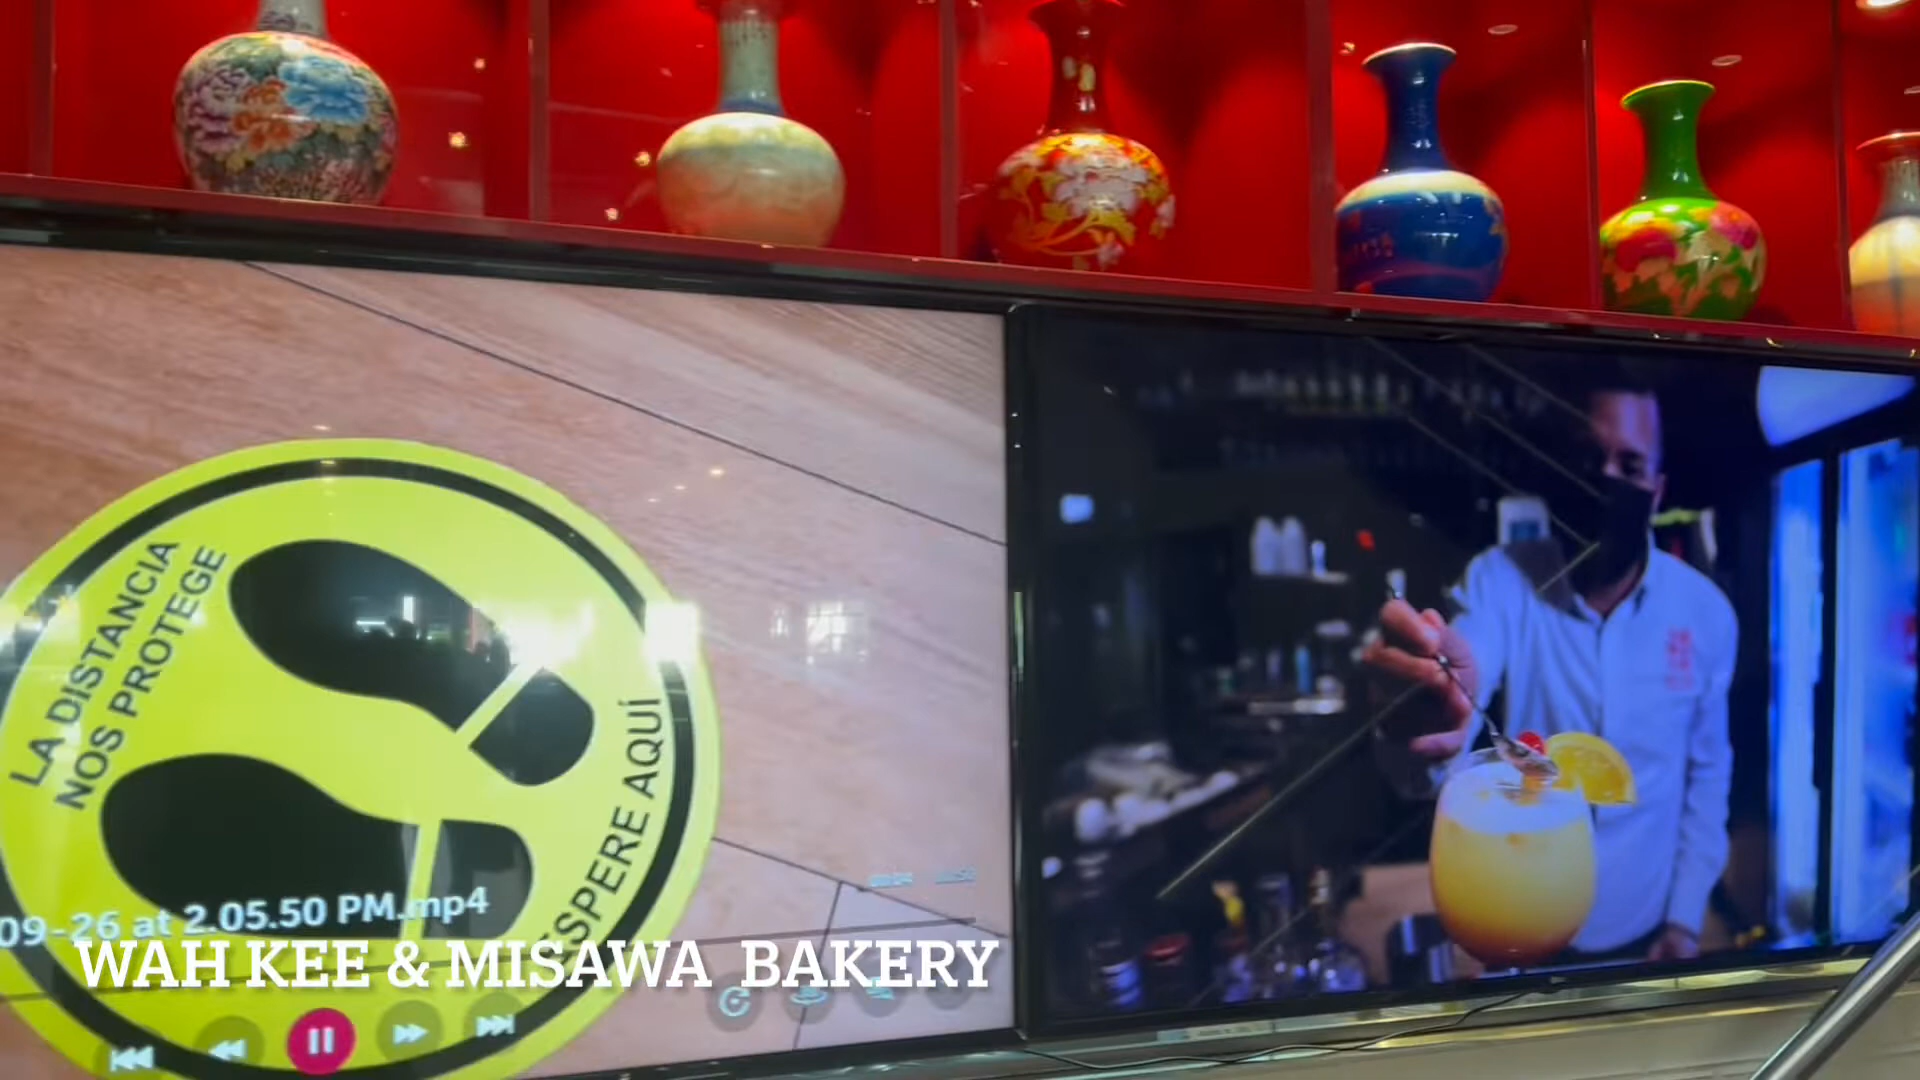 LA DISTANCIA
NOS PROTEGE
ESPERE AQUÍ
09-26 at 2.05.50 PM.mp4
WAH KEE & MISAWA BAKERY